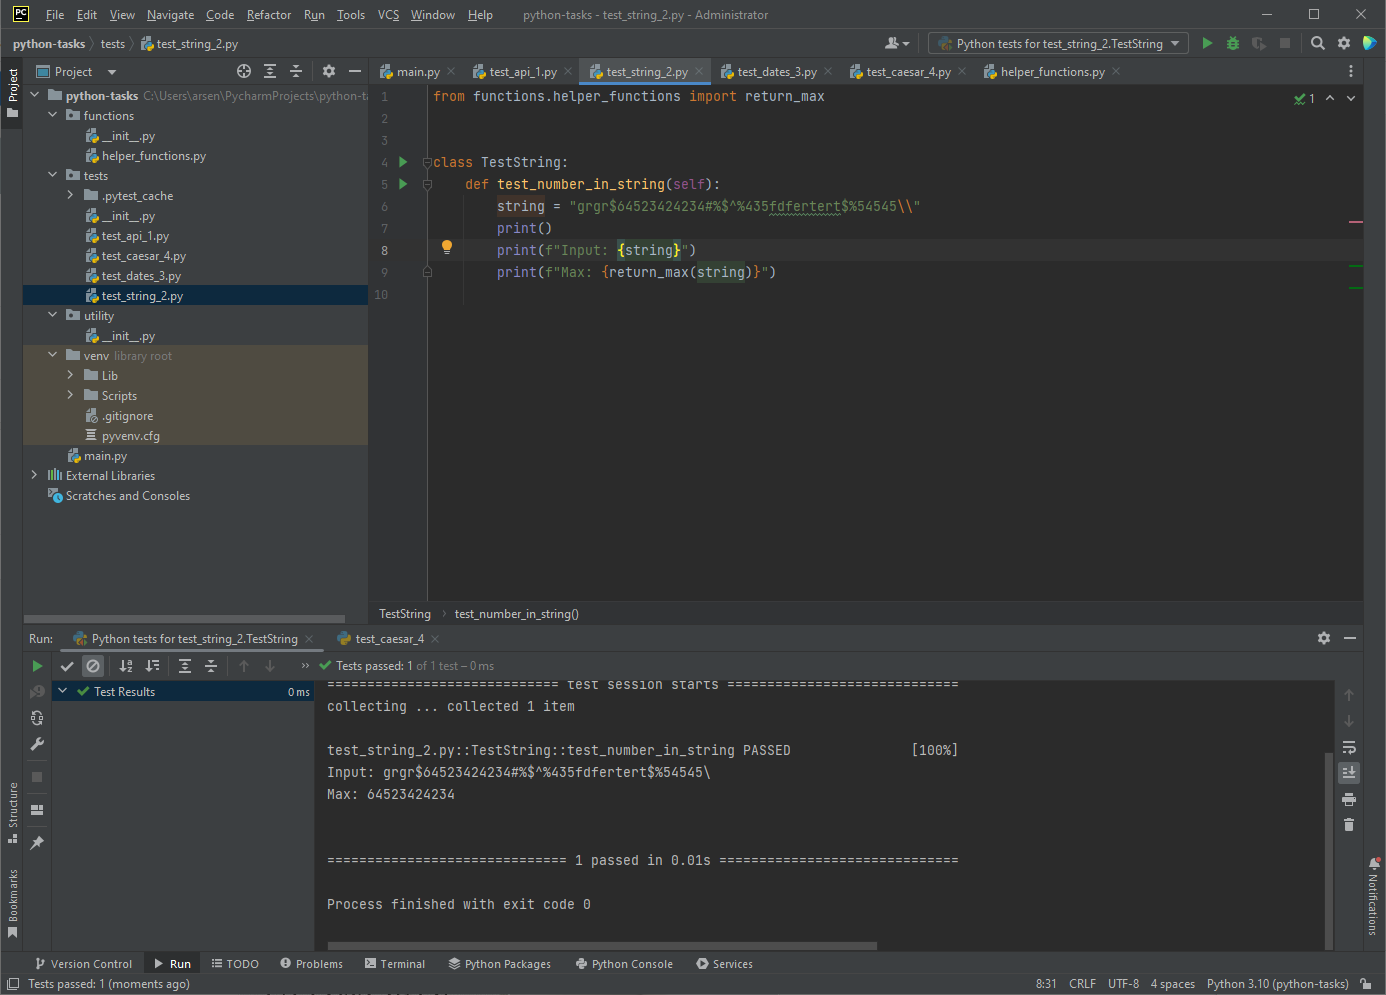 PC File Edit View Navigate Code Refactor Run Tools VCS Window Help python-tasks - test_string_2.py - Administrator
python-tasks tests test_string_2.py Python tests for test_string_2.TestString
Project
Project
main.py test_api_1.py test_string_2.py test_dates_3.py test_caesar_4.py helper_functions.py
python-tasks C:\Users\arsen\PycharmProjects\python-ta
functions
__init__.py
helper_functions.py
tests
.pytest_cache
__init__.py
test_api_1.py
test_caesar_4.py
test_dates_3.py
test_string_2.py
utility
__init__.py
venv library root
Lib
Scripts
.gitignore
pyvenv.cfg
main.py
External Libraries
Scratches and Consoles
1 from functions.helper_functions import return_max
1
2
3
4 class TestString:
5 def test_number_in_string(self):
6 string = "grgr$64523424234#%$^%435fdfertert$%54545\\"
7 print()
8 print(f"Input: {string}")
9 print(f"Max: {return_max(string)}")
10
TestString test_number_in_string()
Run: Python tests for test_string_2.TestString test_caesar_4
Tests passed: 1 of 1 test – 0 ms
Test Results 0 ms
============================= test session starts =============================
collecting ... collected 1 item
test_string_2.py::TestString::test_number_in_string PASSED [100%]
Input: grgr$64523424234#%$^%435fdfertert$%54545\
Max: 64523424234
============================== 1 passed in 0.01s ==============================
Process finished with exit code 0
Structure
Bookmarks
Notifications
Version Control Run TODO Problems Terminal Python Packages Python Console Services
Tests passed: 1 (moments ago) 8:31 CRLF UTF-8 4 spaces Python 3.10 (python-tasks)